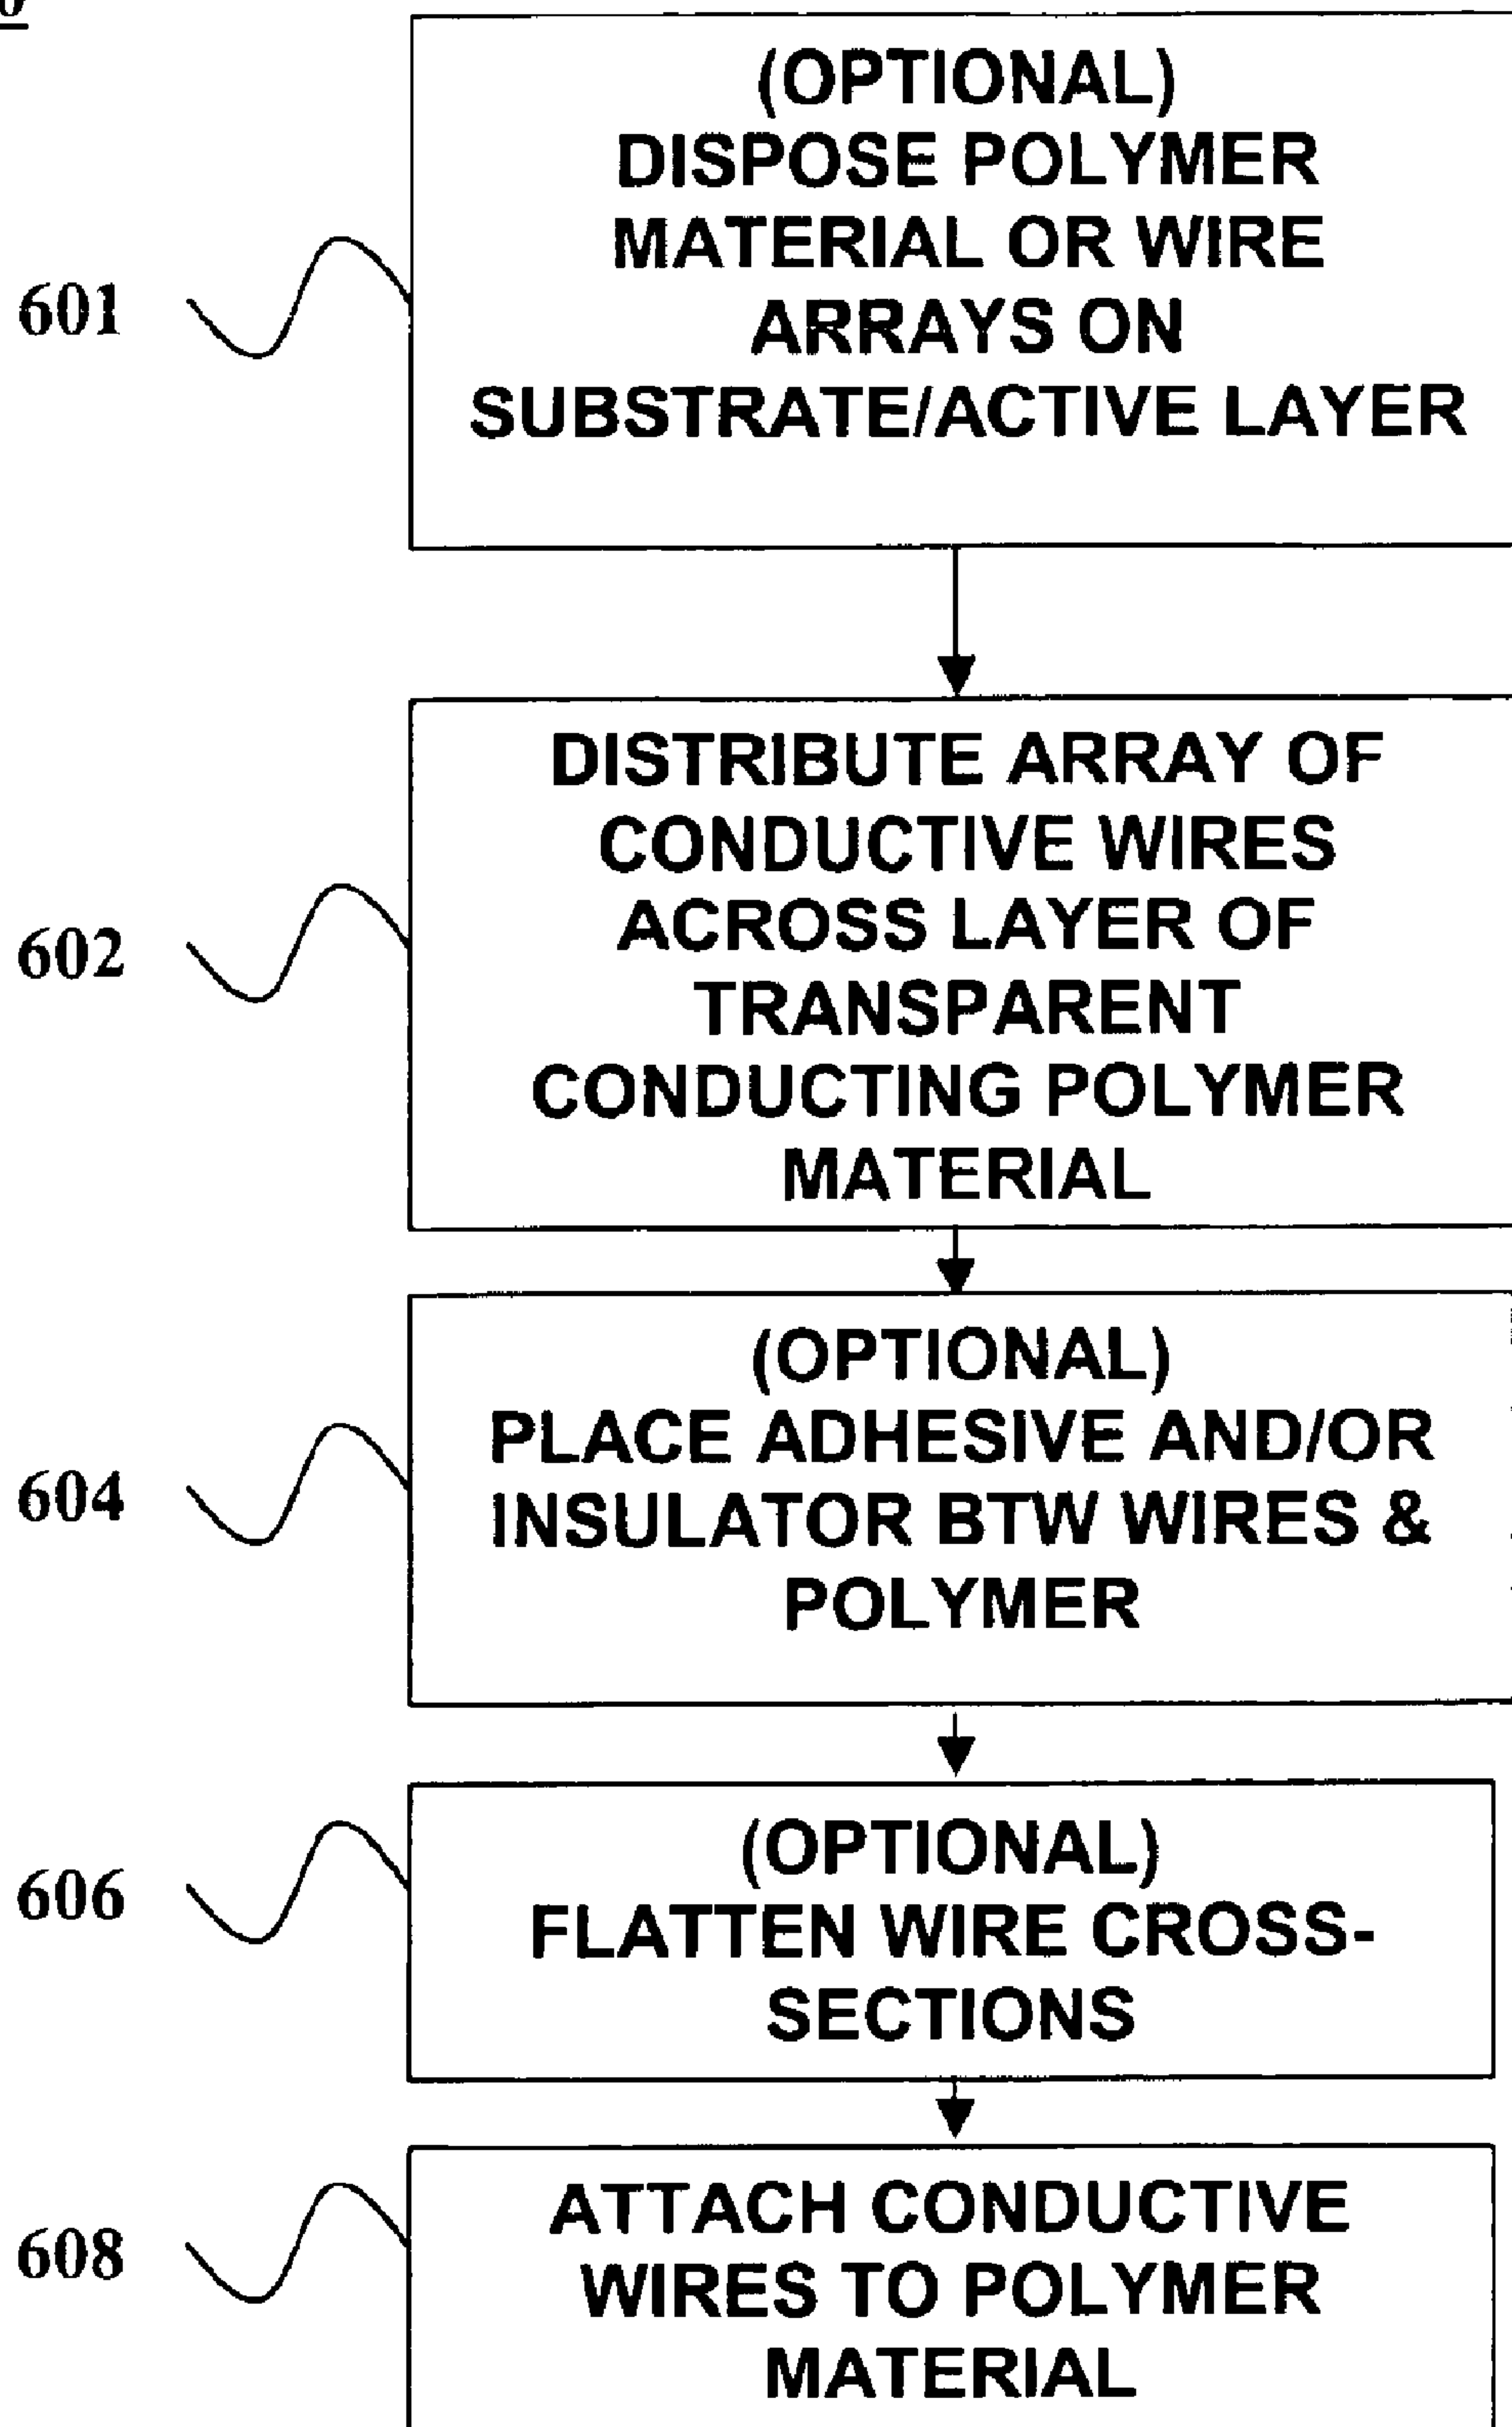 (OPTIONAL)
DISPOSE POLYMER
MATERIAL OR WIRE
ARRAYS ON
SUBSTRATE/ACTIVE LAYER
601
DISTRIBUTE ARRAY OF
CONDUCTIVE WIRES
ACROSS LAYER OF
TRANSPARENT
CONDUCTING POLYMER
MATERIAL
602
(OPTIONAL)
PLACE ADHESIVE AND/OR
INSULATOR BTW WIRES &
POLYMER
604
(OPTIONAL)
FLATTEN WIRE CROSS-
SECTIONS
606
ATTACH CONDUCTIVE
WIRES TO POLYMER
MATERIAL
608